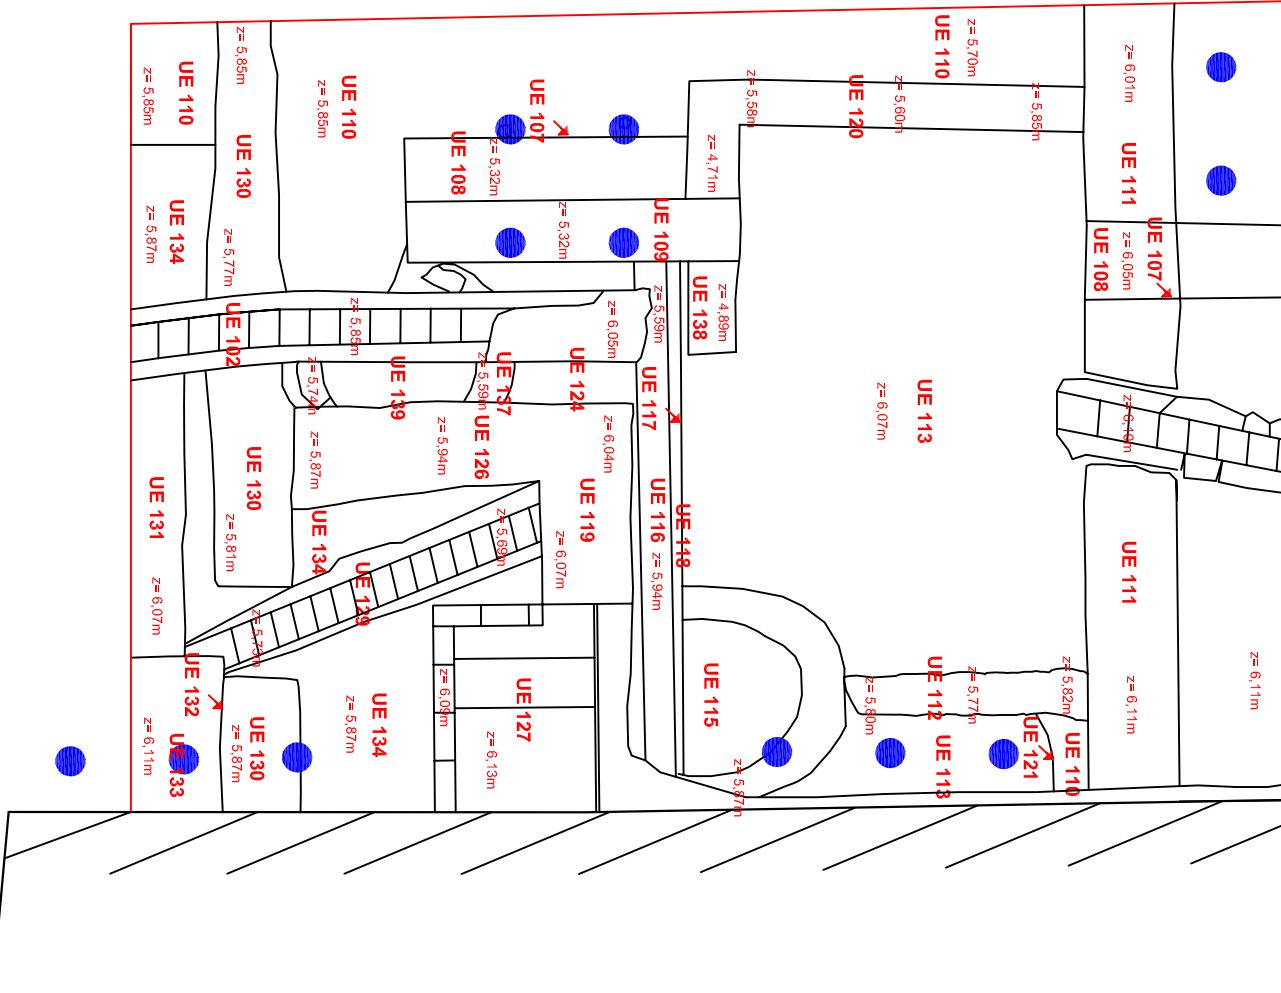 UE 110
z= 5,70m
z= 5,85m
UE 110
z= 5,85m
z= 6,01m
UE 110
z= 5,85m
UE 107
z= 5,58m
UE 120
z= 5,60m
z= 5,85m
UE 130
UE 108
z= 5,32m
z= 4,71m
UE 111
UE 134
z= 5,87m
z= 5,77m
z= 5,32m
UE 109
UE 108
z= 6,05m
UE 107
UE 102
z= 5,85m
z= 6,05m
z= 5,59m
UE 138
z= 4,89m
z= 5,74m
UE 139
z= 5,59m
UE 137
UE 124
UE 117
z= 6,07m
UE 113
z= 6,10m
UE 130
z= 5,87m
z= 5,94m
UE 126
z= 6,04m
UE 131
z= 5,81m
UE 134
z= 5,69m
UE 119
z= 6,07m
UE 116
UE 118
z= 5,94m
z= 6,07m
UE 129
UE 111
UE 132
UE 115
z= 5,80m
UE 112
z= 5,77m
z= 5,82m
z= 6,11m
z= 6,11m
z= 6,11m
UE 133
z= 5,87m
UE 130
z= 5,87m
UE 134
z= 6,09m
z= 6,13m
UE 127
z= 5,87m
UE 113
UE 121
UE 110